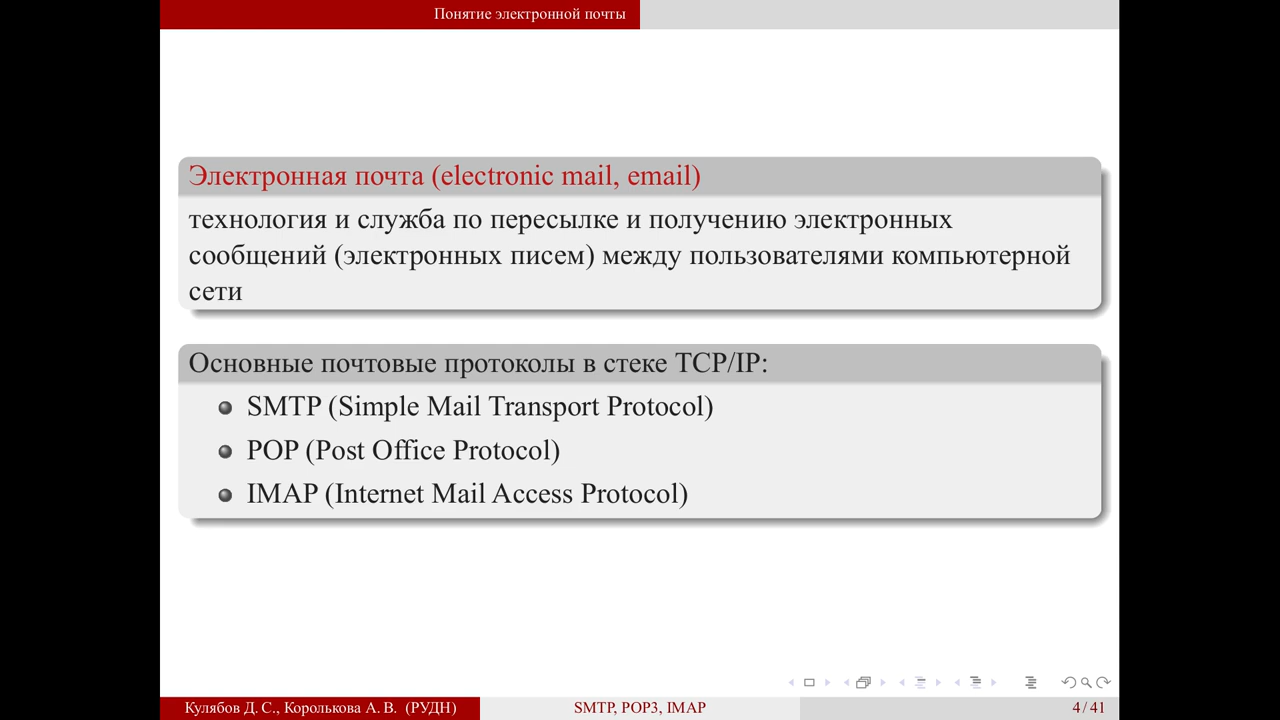 Понятие электронной почты
Электронная почта (electronic mail, email)
технология и служба по пересылке и получению электронных
сообщений (электронных писем) между пользователями компьютерной
сети
Основные почтовые протоколы в стеке TCP/IP:
SMTP (Simple Mail Transport Protocol)
POP (Post Office Protocol)
IMAP (Internet Mail Access Protocol)
Кулябов Д. С., Королькова А. В. (РУДН)
SMTP, POP3, IMAP
4 / 41